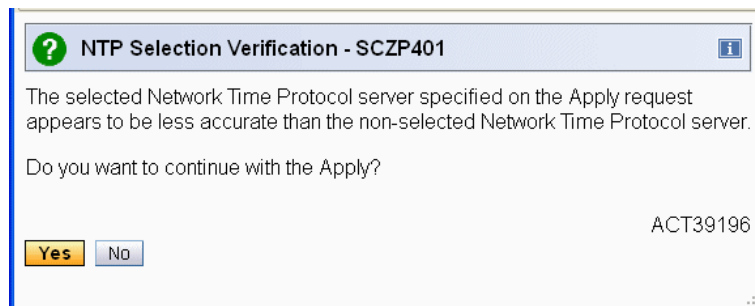 NTP Selection Verification - SCZP401
The selected Network Time Protocol server specified on the Apply request
appears to be less accurate than the non-selected Network Time Protocol server.
Do you want to continue with the Apply?
ACT39196
Yes No